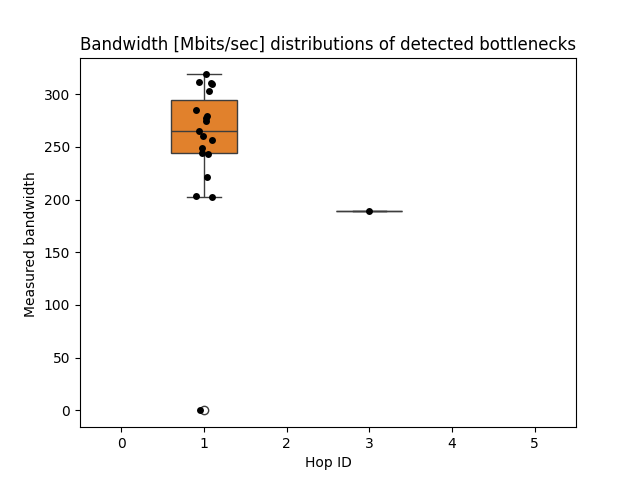 Bandwidth [Mbits/sec] distributions of detected bottlenecks
Measured bandwidth
300
250
200
150
100
50
0
0 1 2 3 4 5
Hop ID